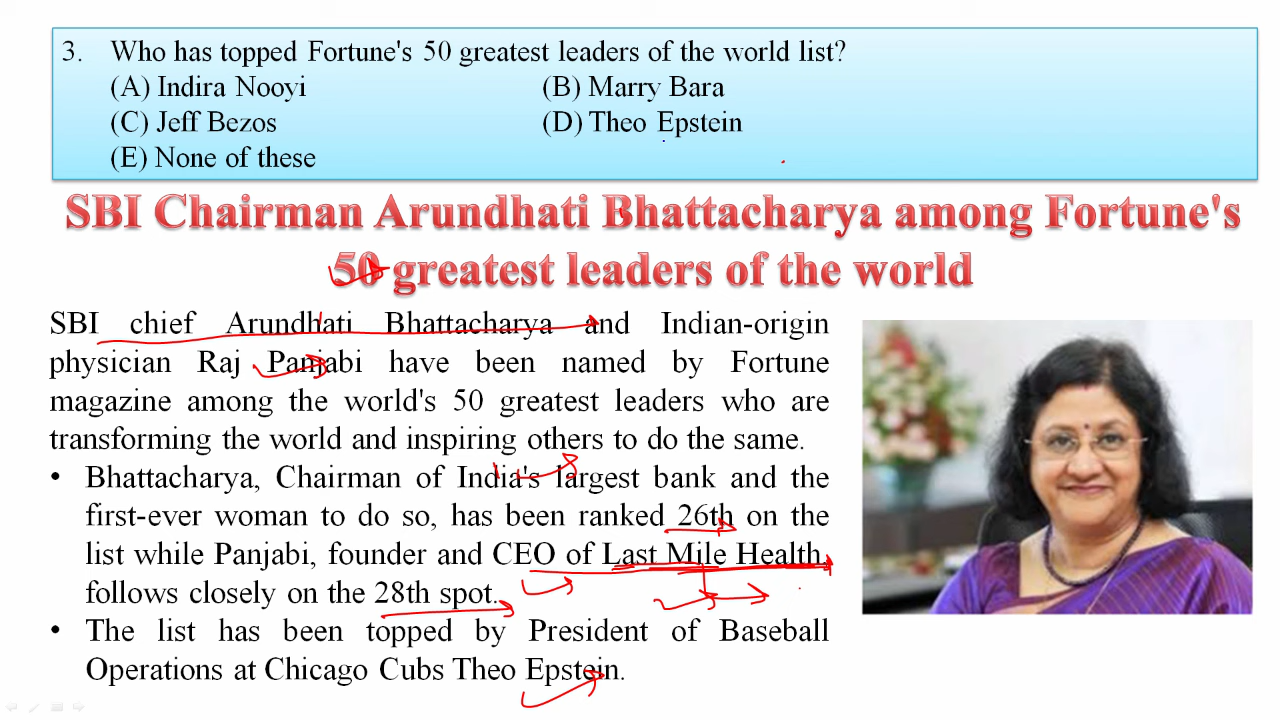 3. Who has topped Fortune's 50 greatest leaders of the world list?
(A) Indira Nooyi (B) Marry Bara
(C) Jeff Bezos (D) Theo Epstein
(E) None of these
SBI Chairman Arundhati Bhattacharya among Fortune's
50 greatest leaders of the world
SBI chief Arundhati Bhattacharya and Indian-origin
physician Raj Panjabi have been named by Fortune
magazine among the world's 50 greatest leaders who are
transforming the world and inspiring others to do the same.
• Bhattacharya, Chairman of India's largest bank and the
first-ever woman to do so, has been ranked 26th on the
list while Panjabi, founder and CEO of Last Mile Health,
follows closely on the 28th spot.
• The list has been topped by President of Baseball
Operations at Chicago Cubs Theo Epstein.